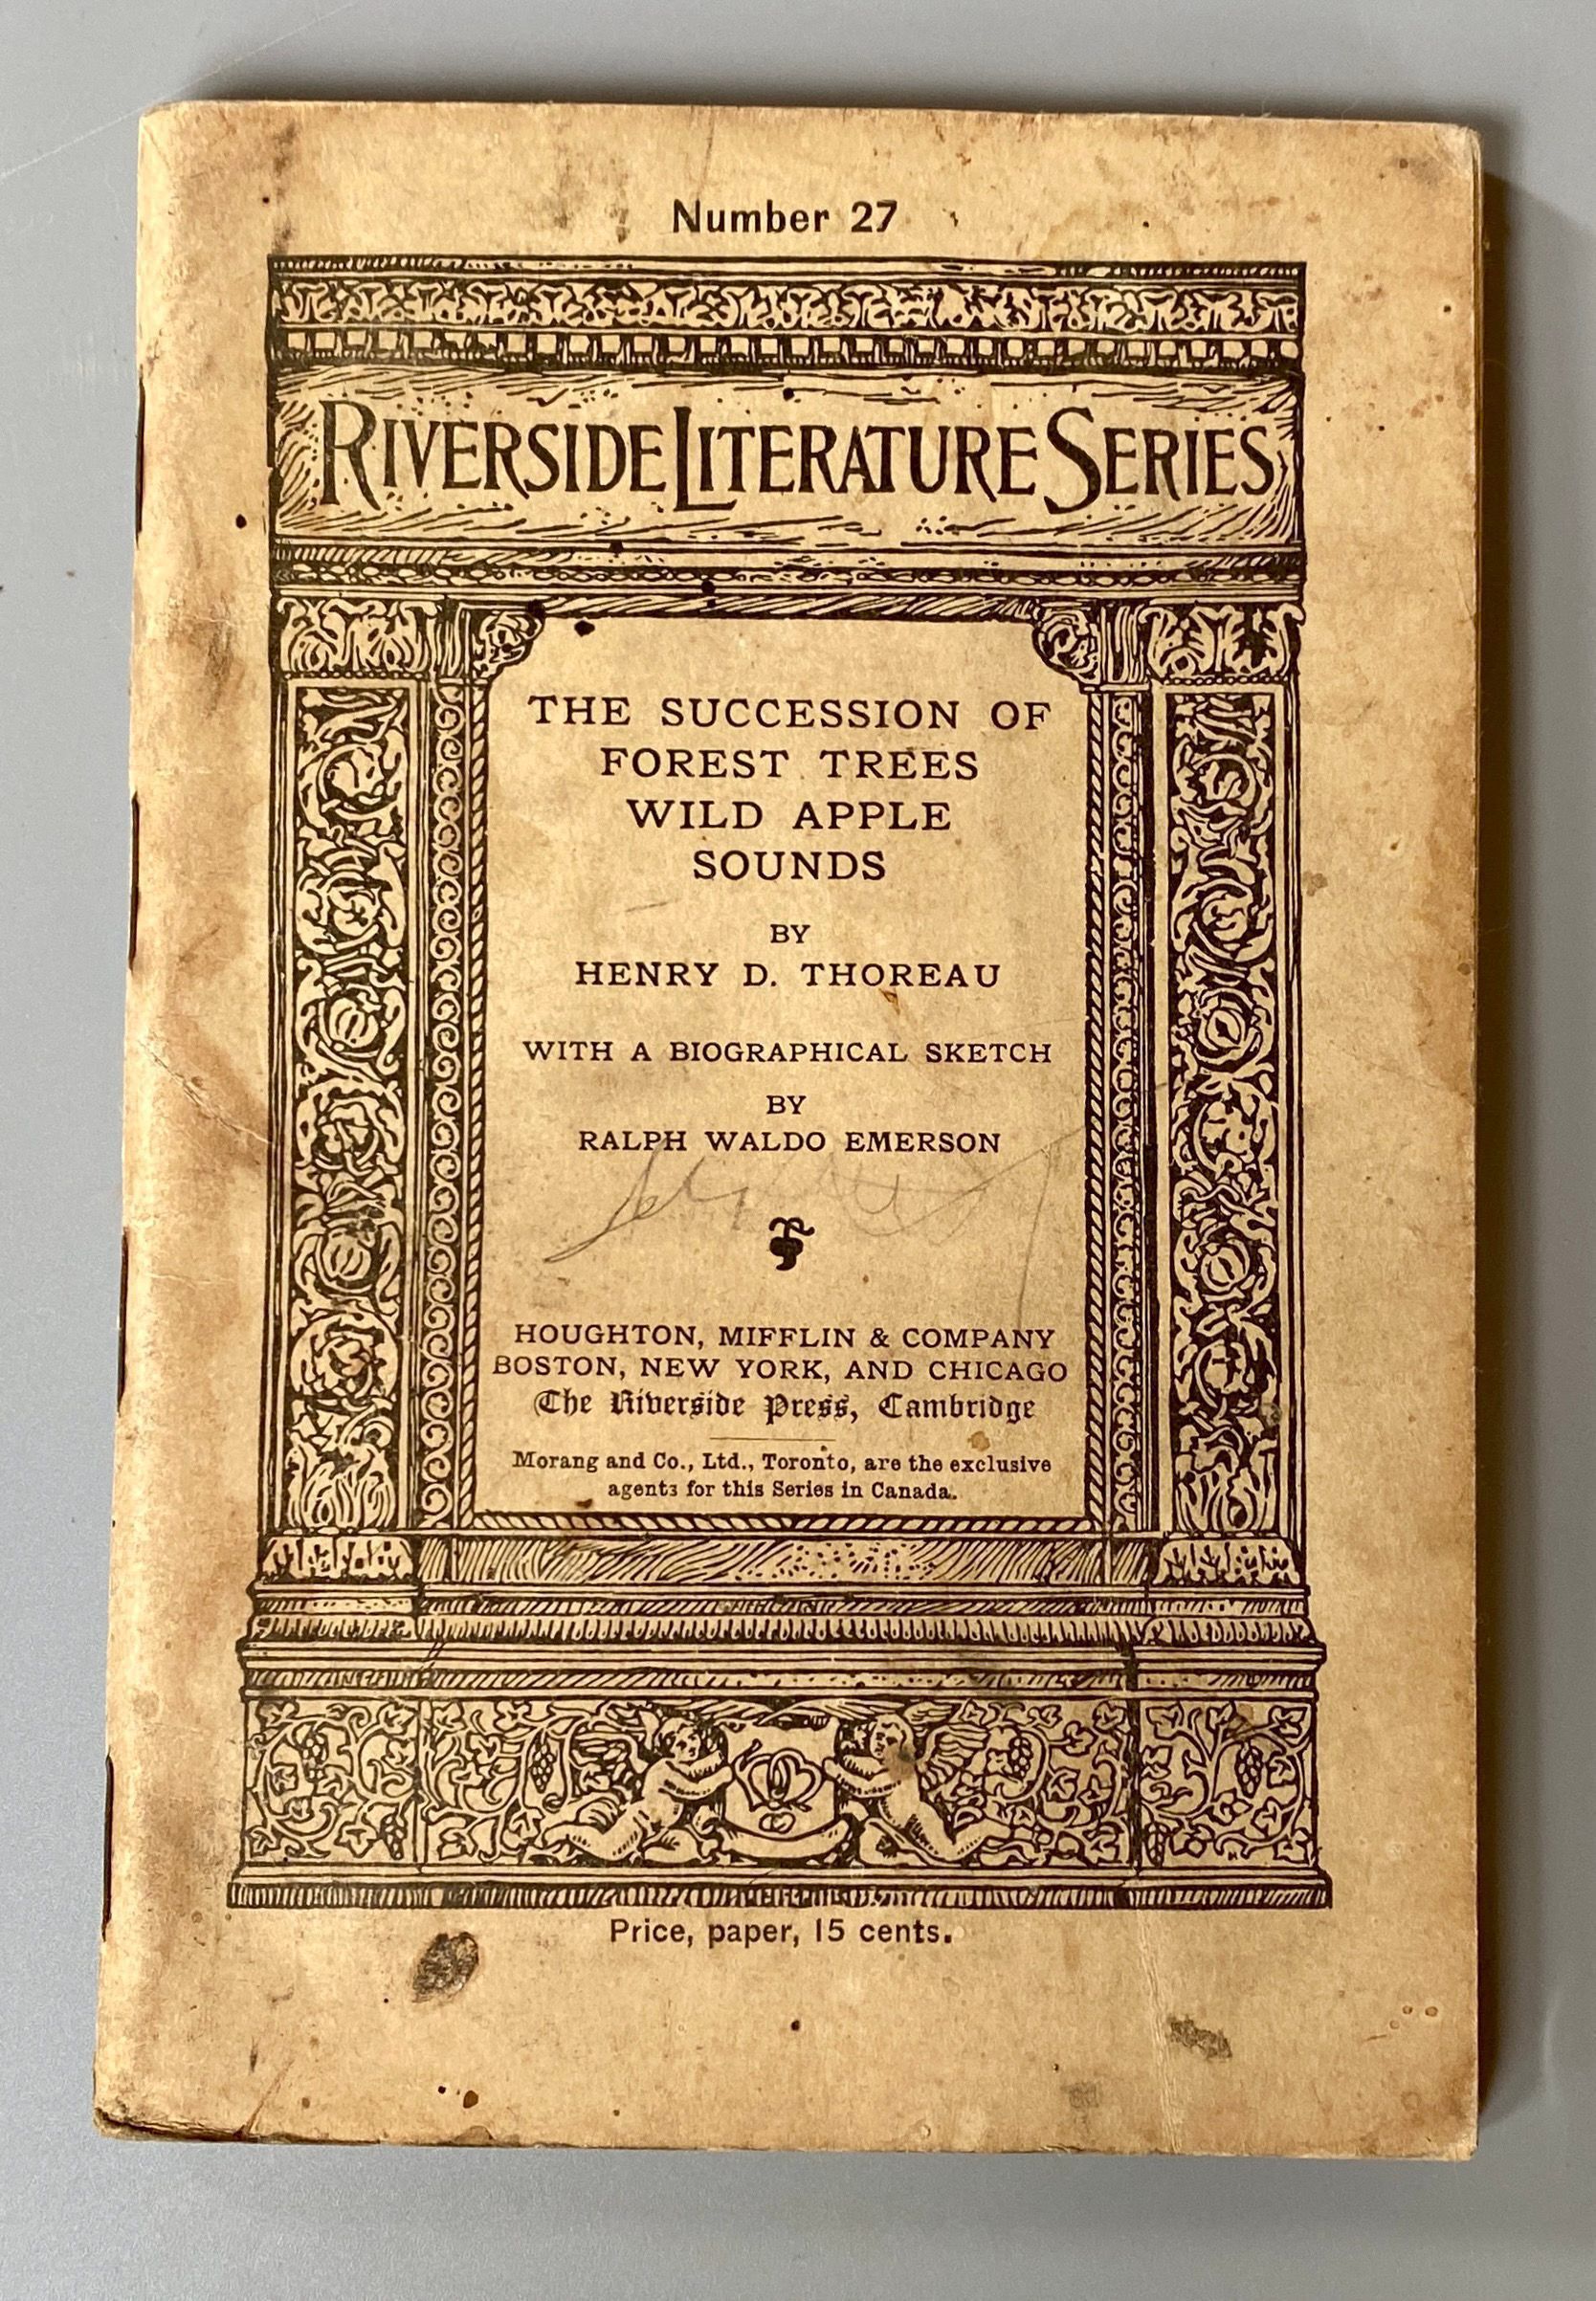 Number 27
RIVERSIDE LITERATURE SERIES
THE SUCCESSION OF
FOREST TREES
WILD APPLE
SOUNDS
BY
HENRY D. THOREAU
WITH A BIOGRAPHICAL SKETCH
BY
RALPH WALDO EMERSON
HOUGHTON, MIFFLIN & COMPANY
BOSTON, NEW YORK, AND CHICAGO
The Riverside Press, Cambridge
Morang and Co., Ltd., Toronto, are the exclusive
agents for this Series in Canada.
Price, paper, 15 cents.